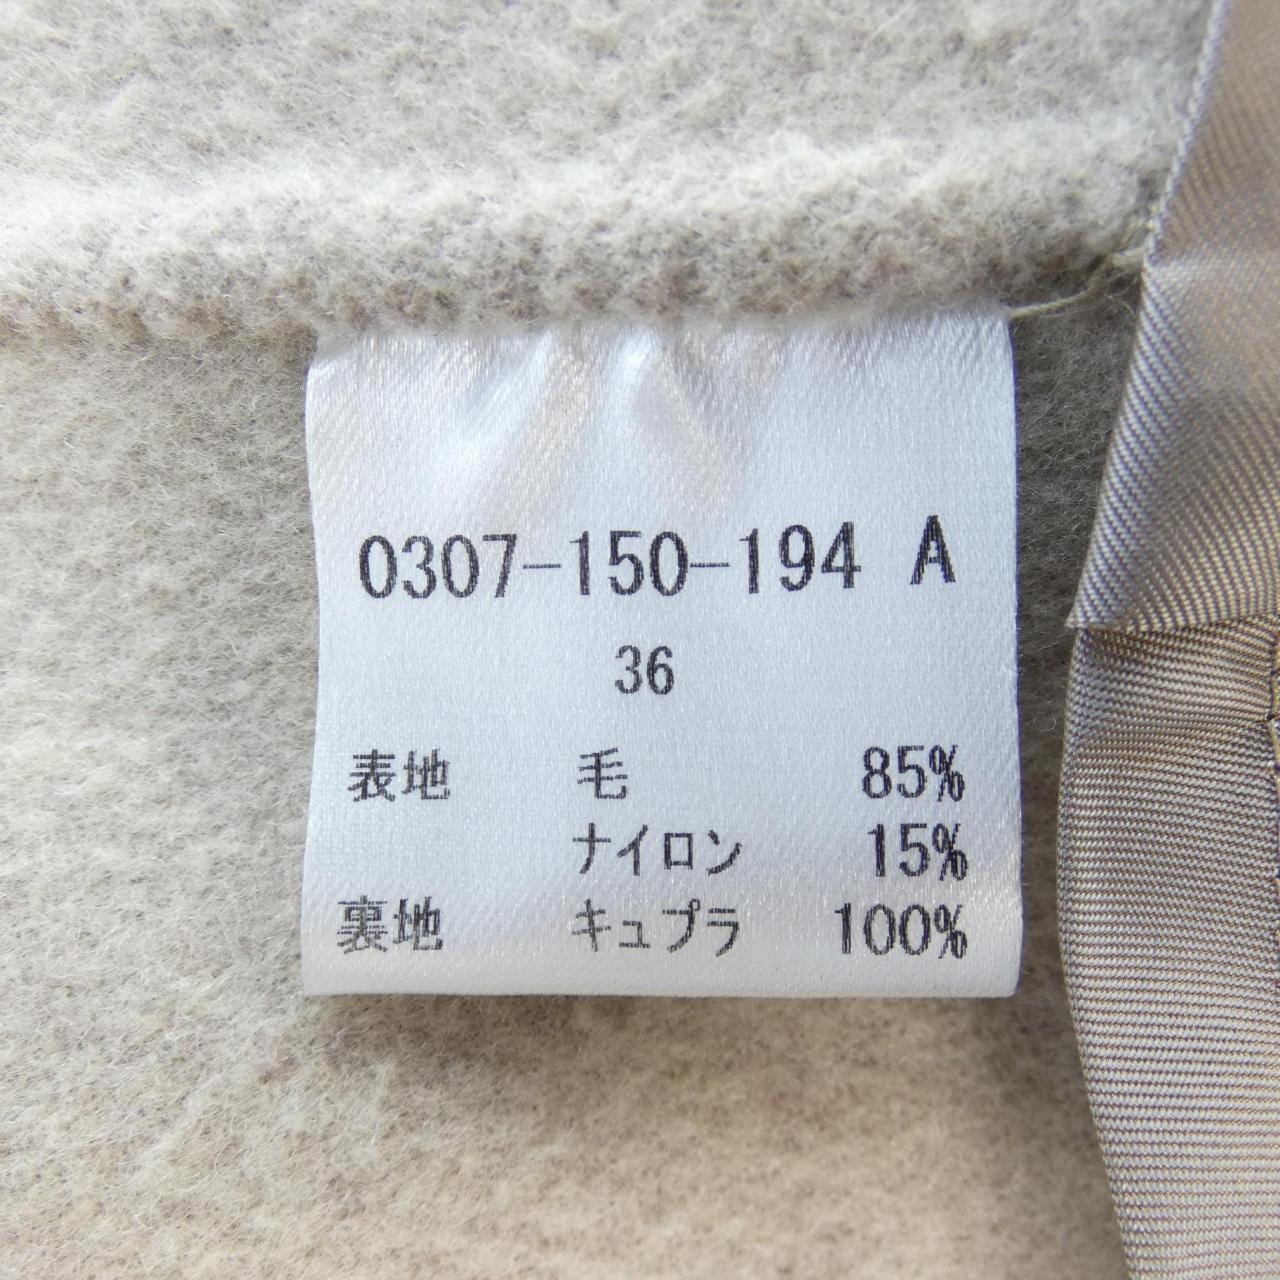 0307-150-194 A
36
表地 毛 85%
ナイロン 15%
裏地 キュプラ 100%